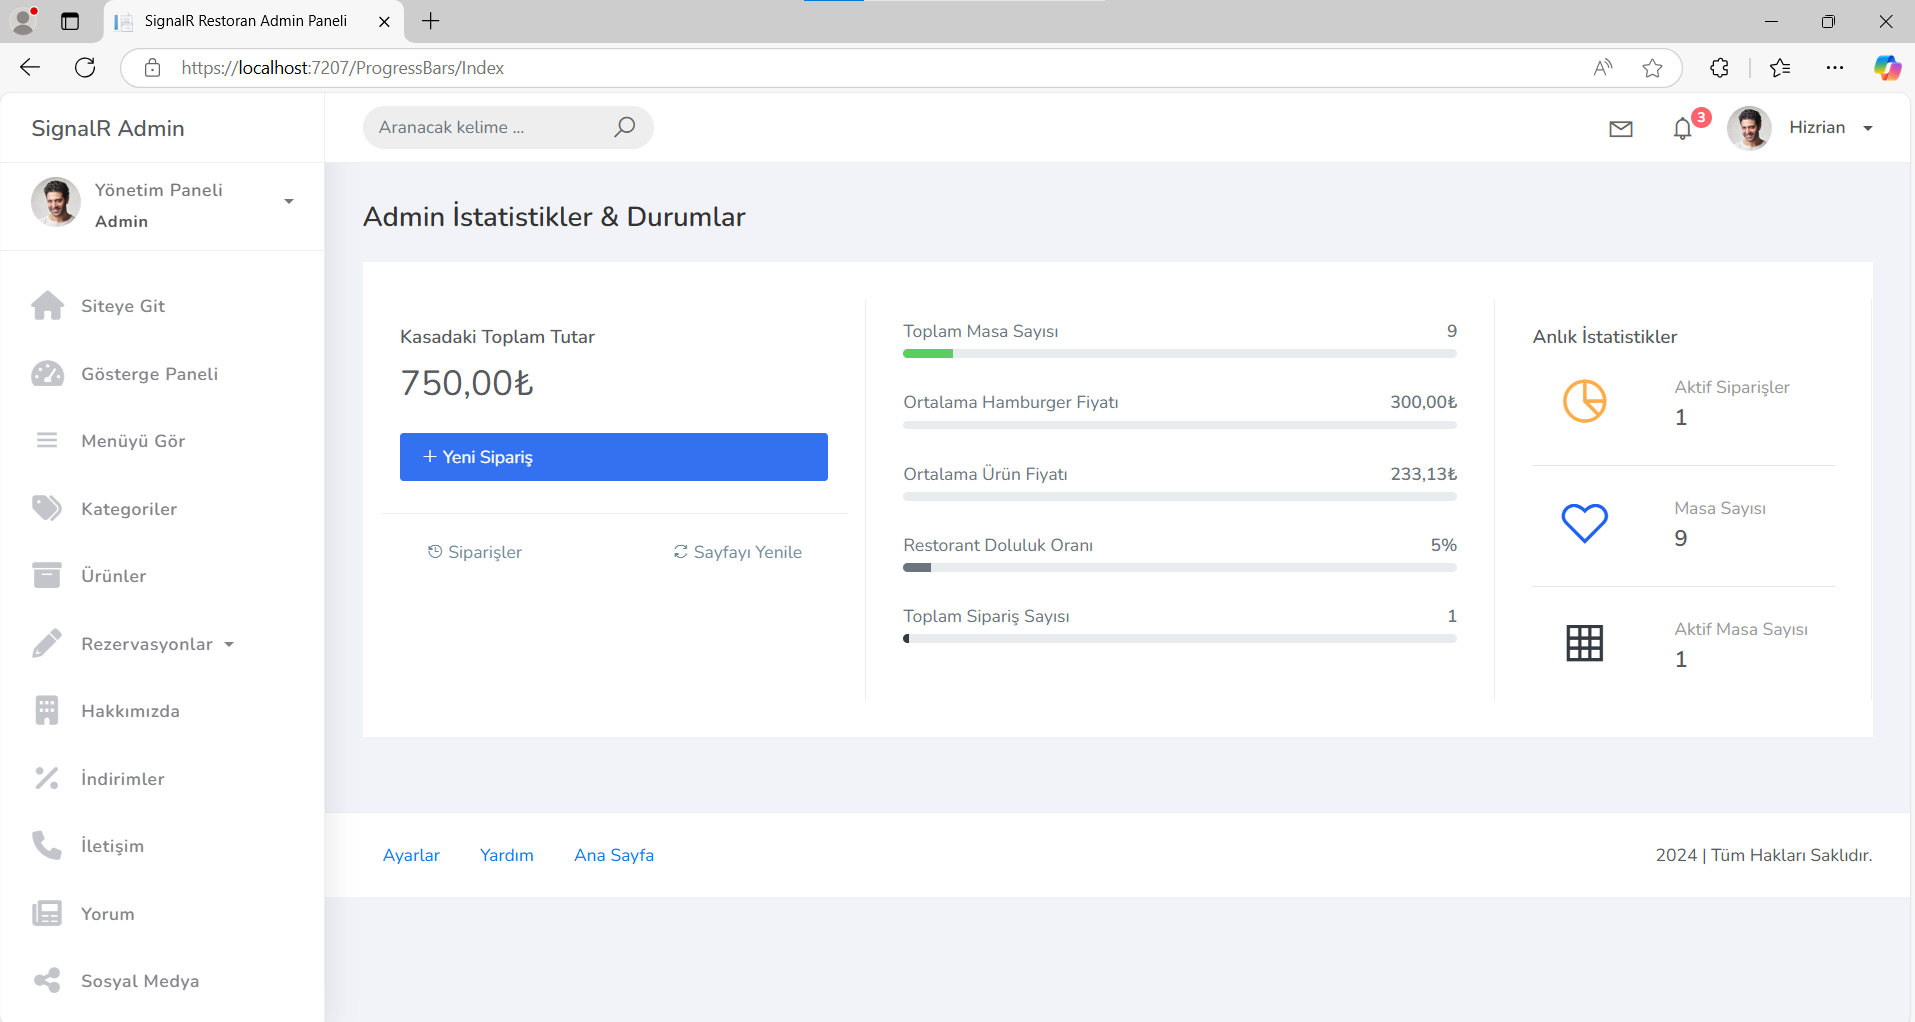 SignalR Restoran Admin Paneli
https://localhost:7207/ProgressBars/Index
SignalR Admin
Aranacak kelime ...
3
Hizrian
Yönetim Paneli
Admin
Siteye Git
Gösterge Paneli
Menüyü Gör
Kategoriler
Ürünler
Rezervasyonlar
Hakkımızda
İndirimler
İletişim
Yorum
Sosyal Medya
Admin İstatistikler & Durumlar
Kasadaki Toplam Tutar
750,00₺
+ Yeni Sipariş
Siparişler
Sayfayı Yenile
Toplam Masa Sayısı 9
Ortalama Hamburger Fiyatı 300,00₺
Ortalama Ürün Fiyatı 233,13₺
Restorant Doluluk Oranı 5%
Toplam Sipariş Sayısı 1
Anlık İstatistikler
Aktif Siparişler
1
Masa Sayısı
9
Aktif Masa Sayısı
1
Ayarlar Yardım Ana Sayfa
2024 | Tüm Hakları Saklıdır.